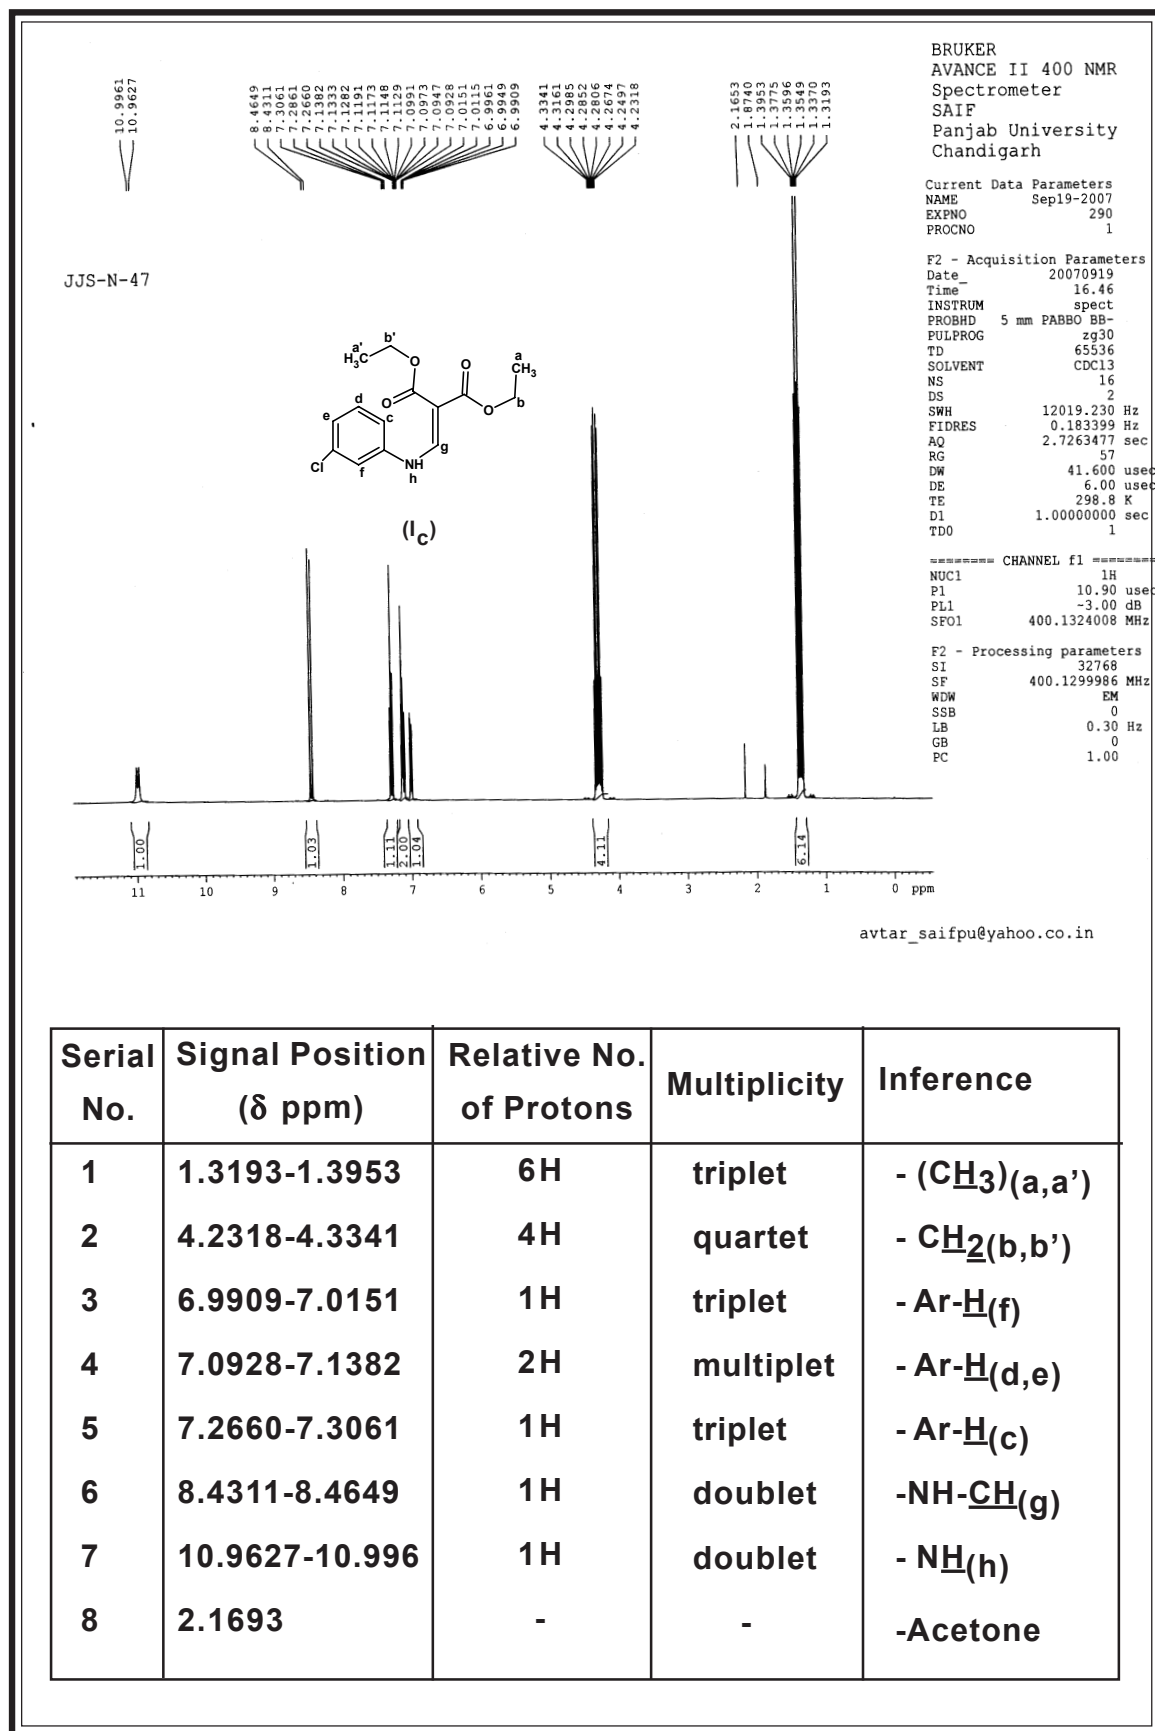 BRUKER
AVANCE II 400 NMR
Spectrometer
SAIF
Panjab University
Chandigarh
10.9961
10.9627
8.4649
8.4311
7.3061
7.2861
7.2660
7.1382
7.1333
7.1282
7.1191
7.1173
7.1148
7.1129
7.0991
7.0973
7.0947
7.0928
7.0151
7.0115
6.9961
6.9949
6.9909
4.3341
4.3161
4.2985
4.2852
4.2806
4.2674
4.2497
4.2318
2.1653
1.8740
1.3953
1.3775
1.3596
1.3549
1.3370
1.3193
Current Data Parameters
NAME Sep19-2007
EXPNO 290
PROCNO 1
F2 - Acquisition Parameters
Date_ 20070919
Time 16.46
INSTRUM spect
PROBHD 5 mm PABBO BB-
PULPROG zg30
TD 65536
SOLVENT CDCl3
NS 16
DS 2
SWH 12019.230 Hz
FIDRES 0.183399 Hz
AQ 2.7263477 sec
RG 57
DW 41.600 usec
DE 6.00 usec
TE 298.8 K
D1 1.00000000 sec
TD0 1
======== CHANNEL f1 ========
NUC1 1H
P1 10.90 usec
PL1 -3.00 dB
SFO1 400.1324008 MHz
F2 - Processing parameters
SI 32768
SF 400.1299986 MHz
WDW EM
SSB 0
LB 0.30 Hz
GB 0
PC 1.00
JJS-N-47
a' b' a
H3C O O CH3
O O b
d
e c g
Cl f NH
h
(Ic)
1.00 1.03 1.11 2.00 1.04 4.11 6.14
11 10 9 8 7 6 5 4 3 2 1 0 ppm
avtar_saifpu@yahoo.co.in
Serial No. Signal Position (δ ppm) Relative No. of Protons Multiplicity Inference
1 1.3193-1.3953 6H triplet - (CH3)(a,a’)
2 4.2318-4.3341 4H quartet - CH2(b,b’)
3 6.9909-7.0151 1H triplet - Ar-H(f)
4 7.0928-7.1382 2H multiplet - Ar-H(d,e)
5 7.2660-7.3061 1H triplet - Ar-H(c)
6 8.4311-8.4649 1H doublet -NH-CH(g)
7 10.9627-10.996 1H doublet - NH(h)
8 2.1693 - - -Acetone